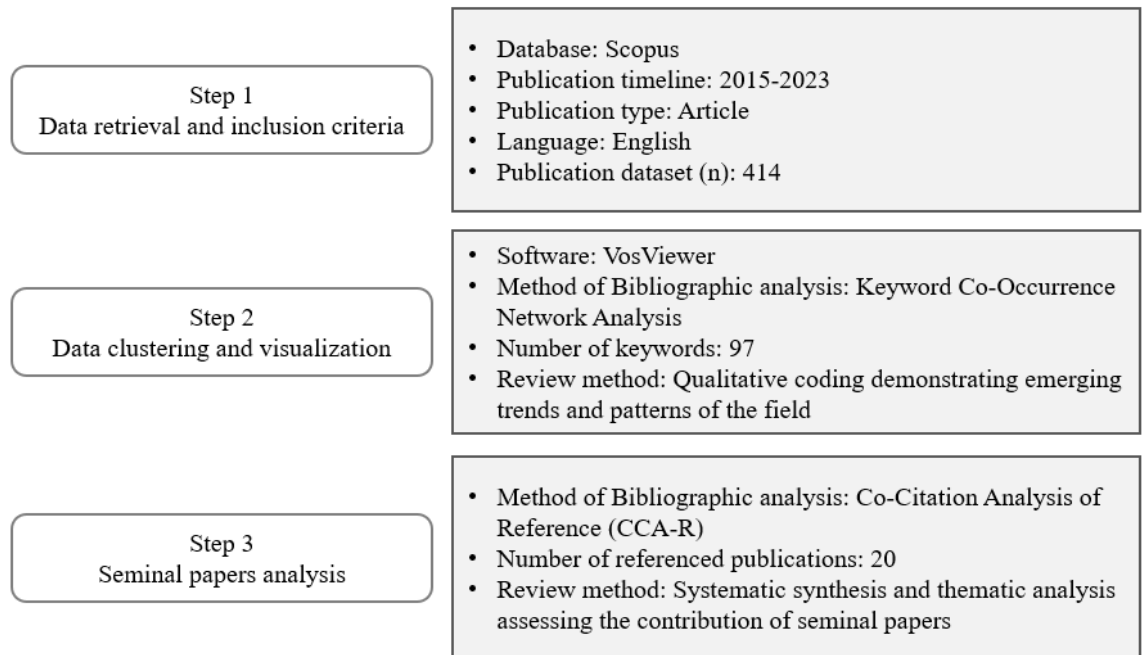 Step 1
Data retrieval and inclusion criteria
• Database: Scopus
• Publication timeline: 2015-2023
• Publication type: Article
• Language: English
• Publication dataset (n): 414
Step 2
Data clustering and visualization
• Software: VosViewer
• Method of Bibliographic analysis: Keyword Co-Occurrence
Network Analysis
• Number of keywords: 97
• Review method: Qualitative coding demonstrating emerging
trends and patterns of the field
Step 3
Seminal papers analysis
• Method of Bibliographic analysis: Co-Citation Analysis of
Reference (CCA-R)
• Number of referenced publications: 20
• Review method: Systematic synthesis and thematic analysis
assessing the contribution of seminal papers